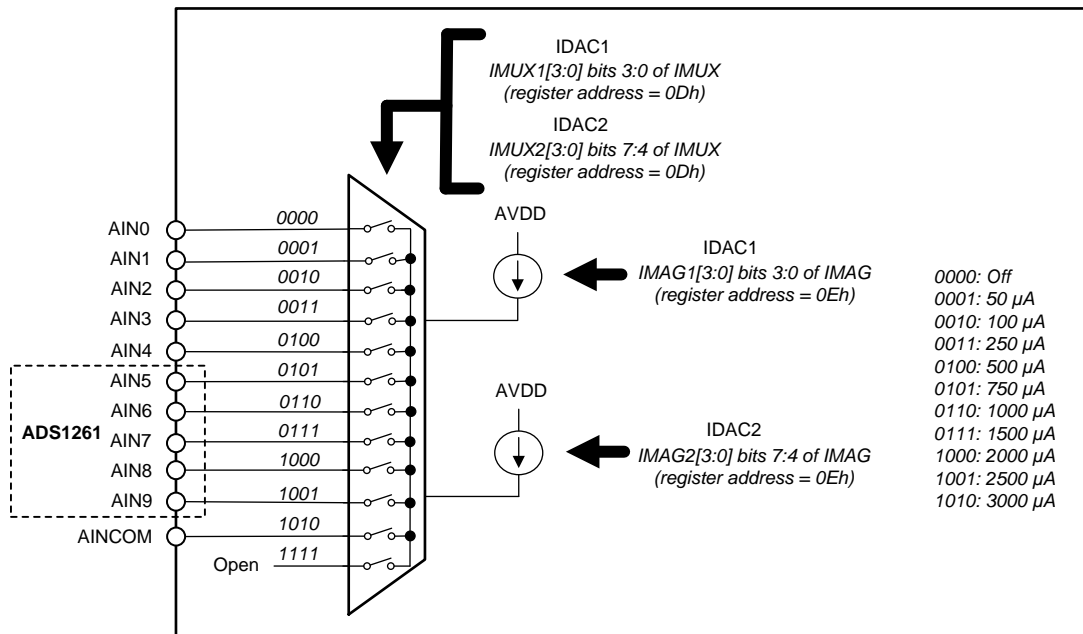 IDAC1
IMUX1[3:0] bits 3:0 of IMUX
(register address = 0Dh)
IDAC2
IMUX2[3:0] bits 7:4 of IMUX
(register address = 0Dh)
AIN0 0000
AIN1 0001
AIN2 0010
AIN3 0011
AIN4 0100
AIN5 0101
AIN6 0110
AIN7 0111
AIN8 1000
AIN9 1001
AINCOM 1010
Open 1111
ADS1261
AVDD
IDAC1
IMAG1[3:0] bits 3:0 of IMAG
(register address = 0Eh)
AVDD
IDAC2
IMAG2[3:0] bits 7:4 of IMAG
(register address = 0Eh)
0000: Off
0001: 50 μA
0010: 100 μA
0011: 250 μA
0100: 500 μA
0101: 750 μA
0110: 1000 μA
0111: 1500 μA
1000: 2000 μA
1001: 2500 μA
1010: 3000 μA